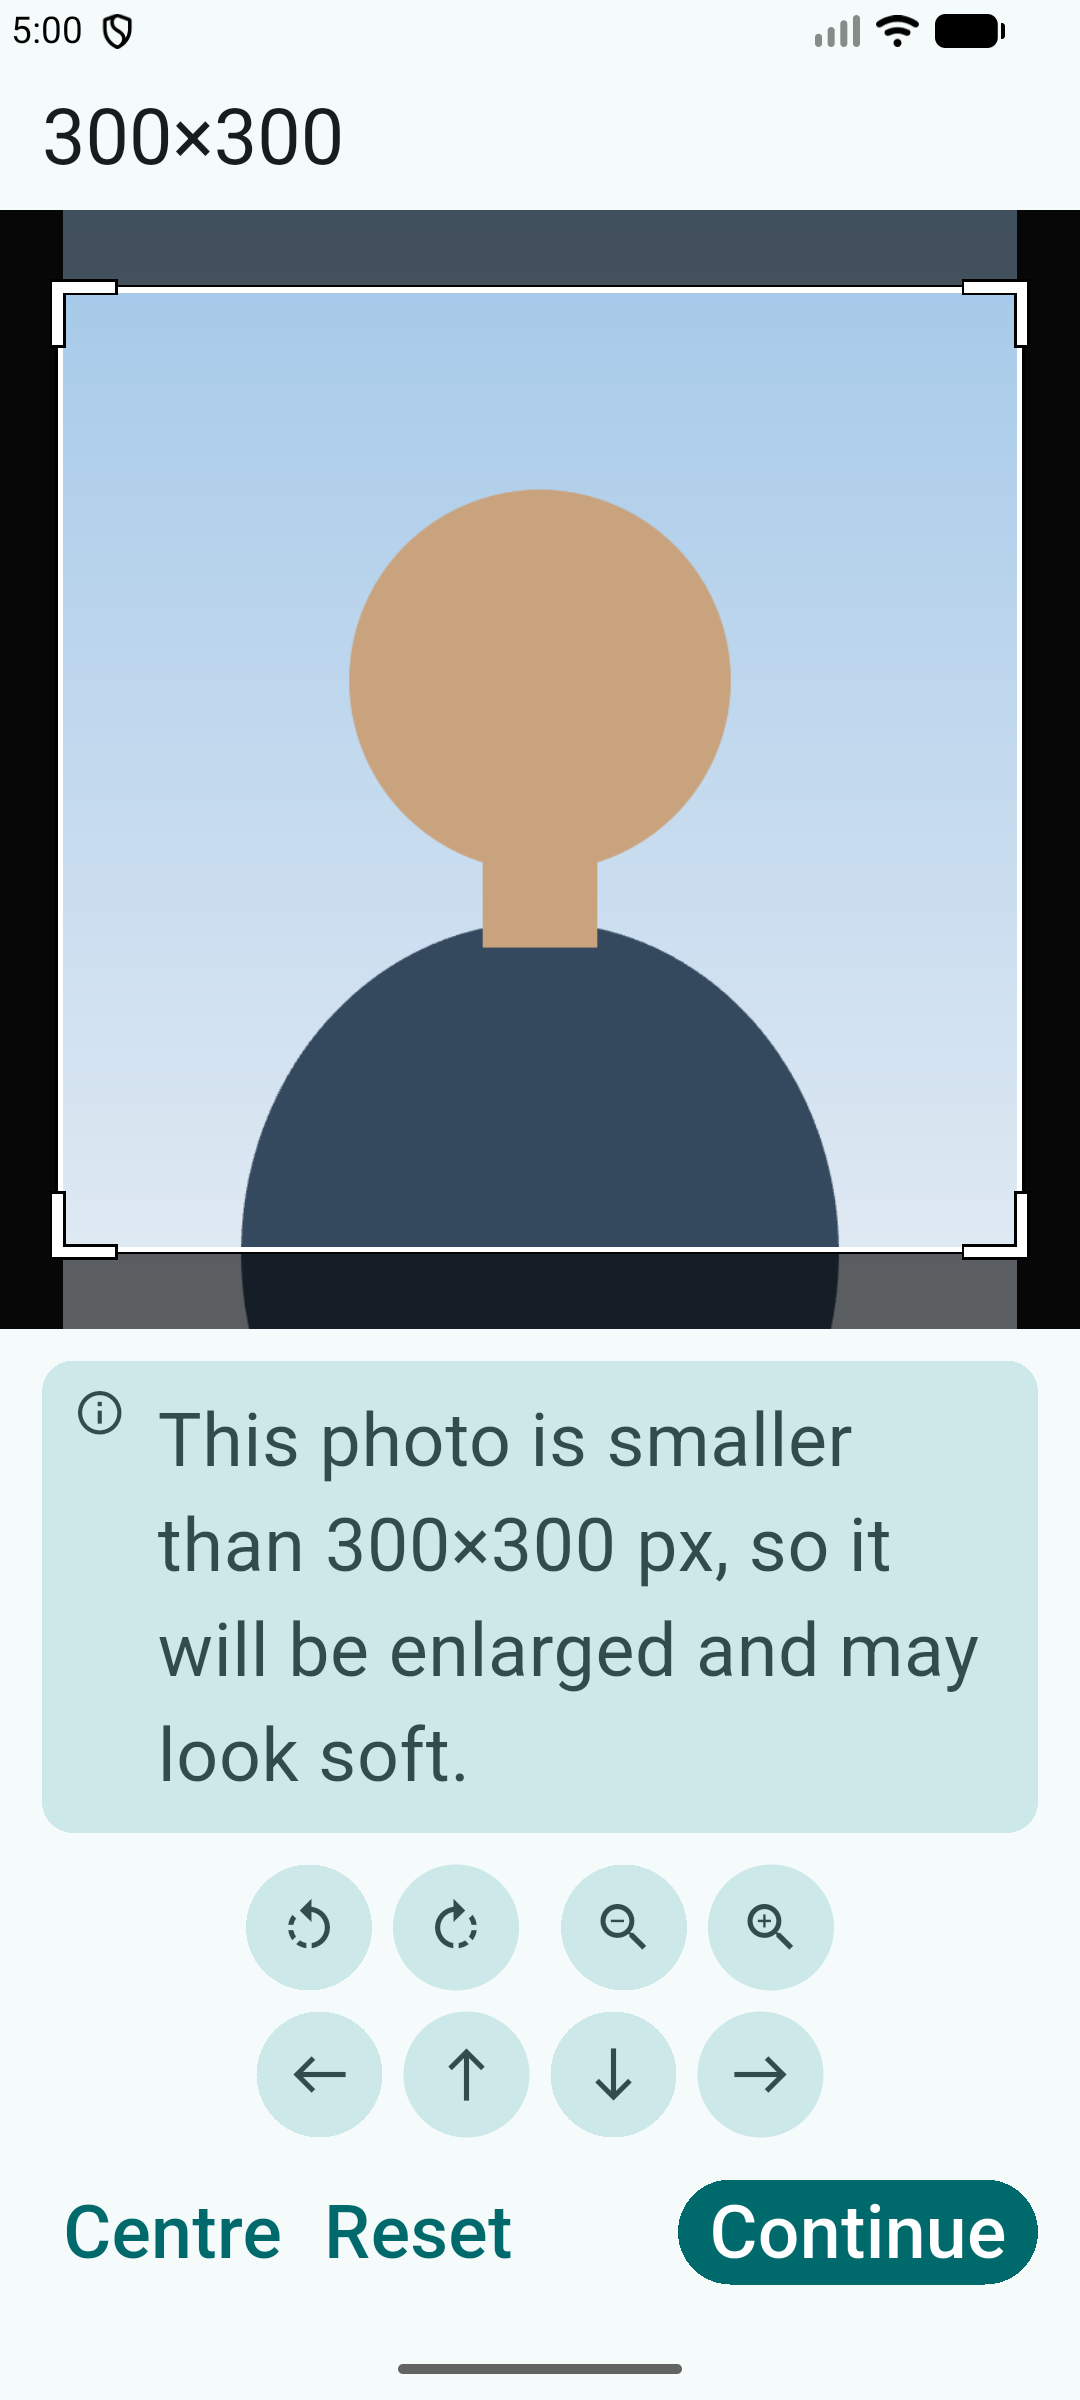 5:00
300×300
This photo is smaller
than 300×300 px, so it
will be enlarged and may
look soft.
Centre Reset Continue